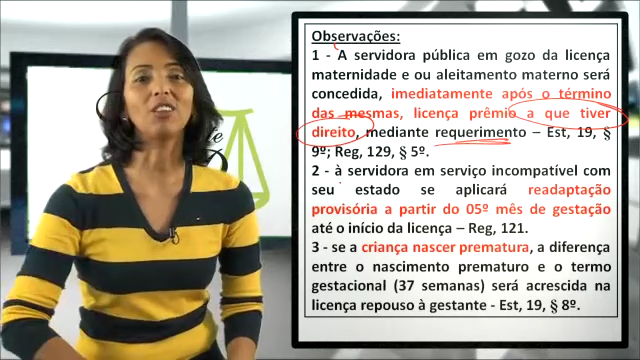 Observações:
1 - A servidora pública em gozo da licença
maternidade e ou aleitamento materno será
concedida, imediatamente após o término
das mesmas, licença prêmio a que tiver
direito, mediante requerimento – Est, 19, §
9º; Reg, 129, § 5º.
2 - à servidora em serviço incompatível com
seu estado se aplicará readaptação
provisória a partir do 05º mês de gestação
até o início da licença – Reg, 121.
3 - se a criança nascer prematura, a diferença
entre o nascimento prematuro e o termo
gestacional (37 semanas) será acrescida na
licença repouso à gestante - Est, 19, § 8º.